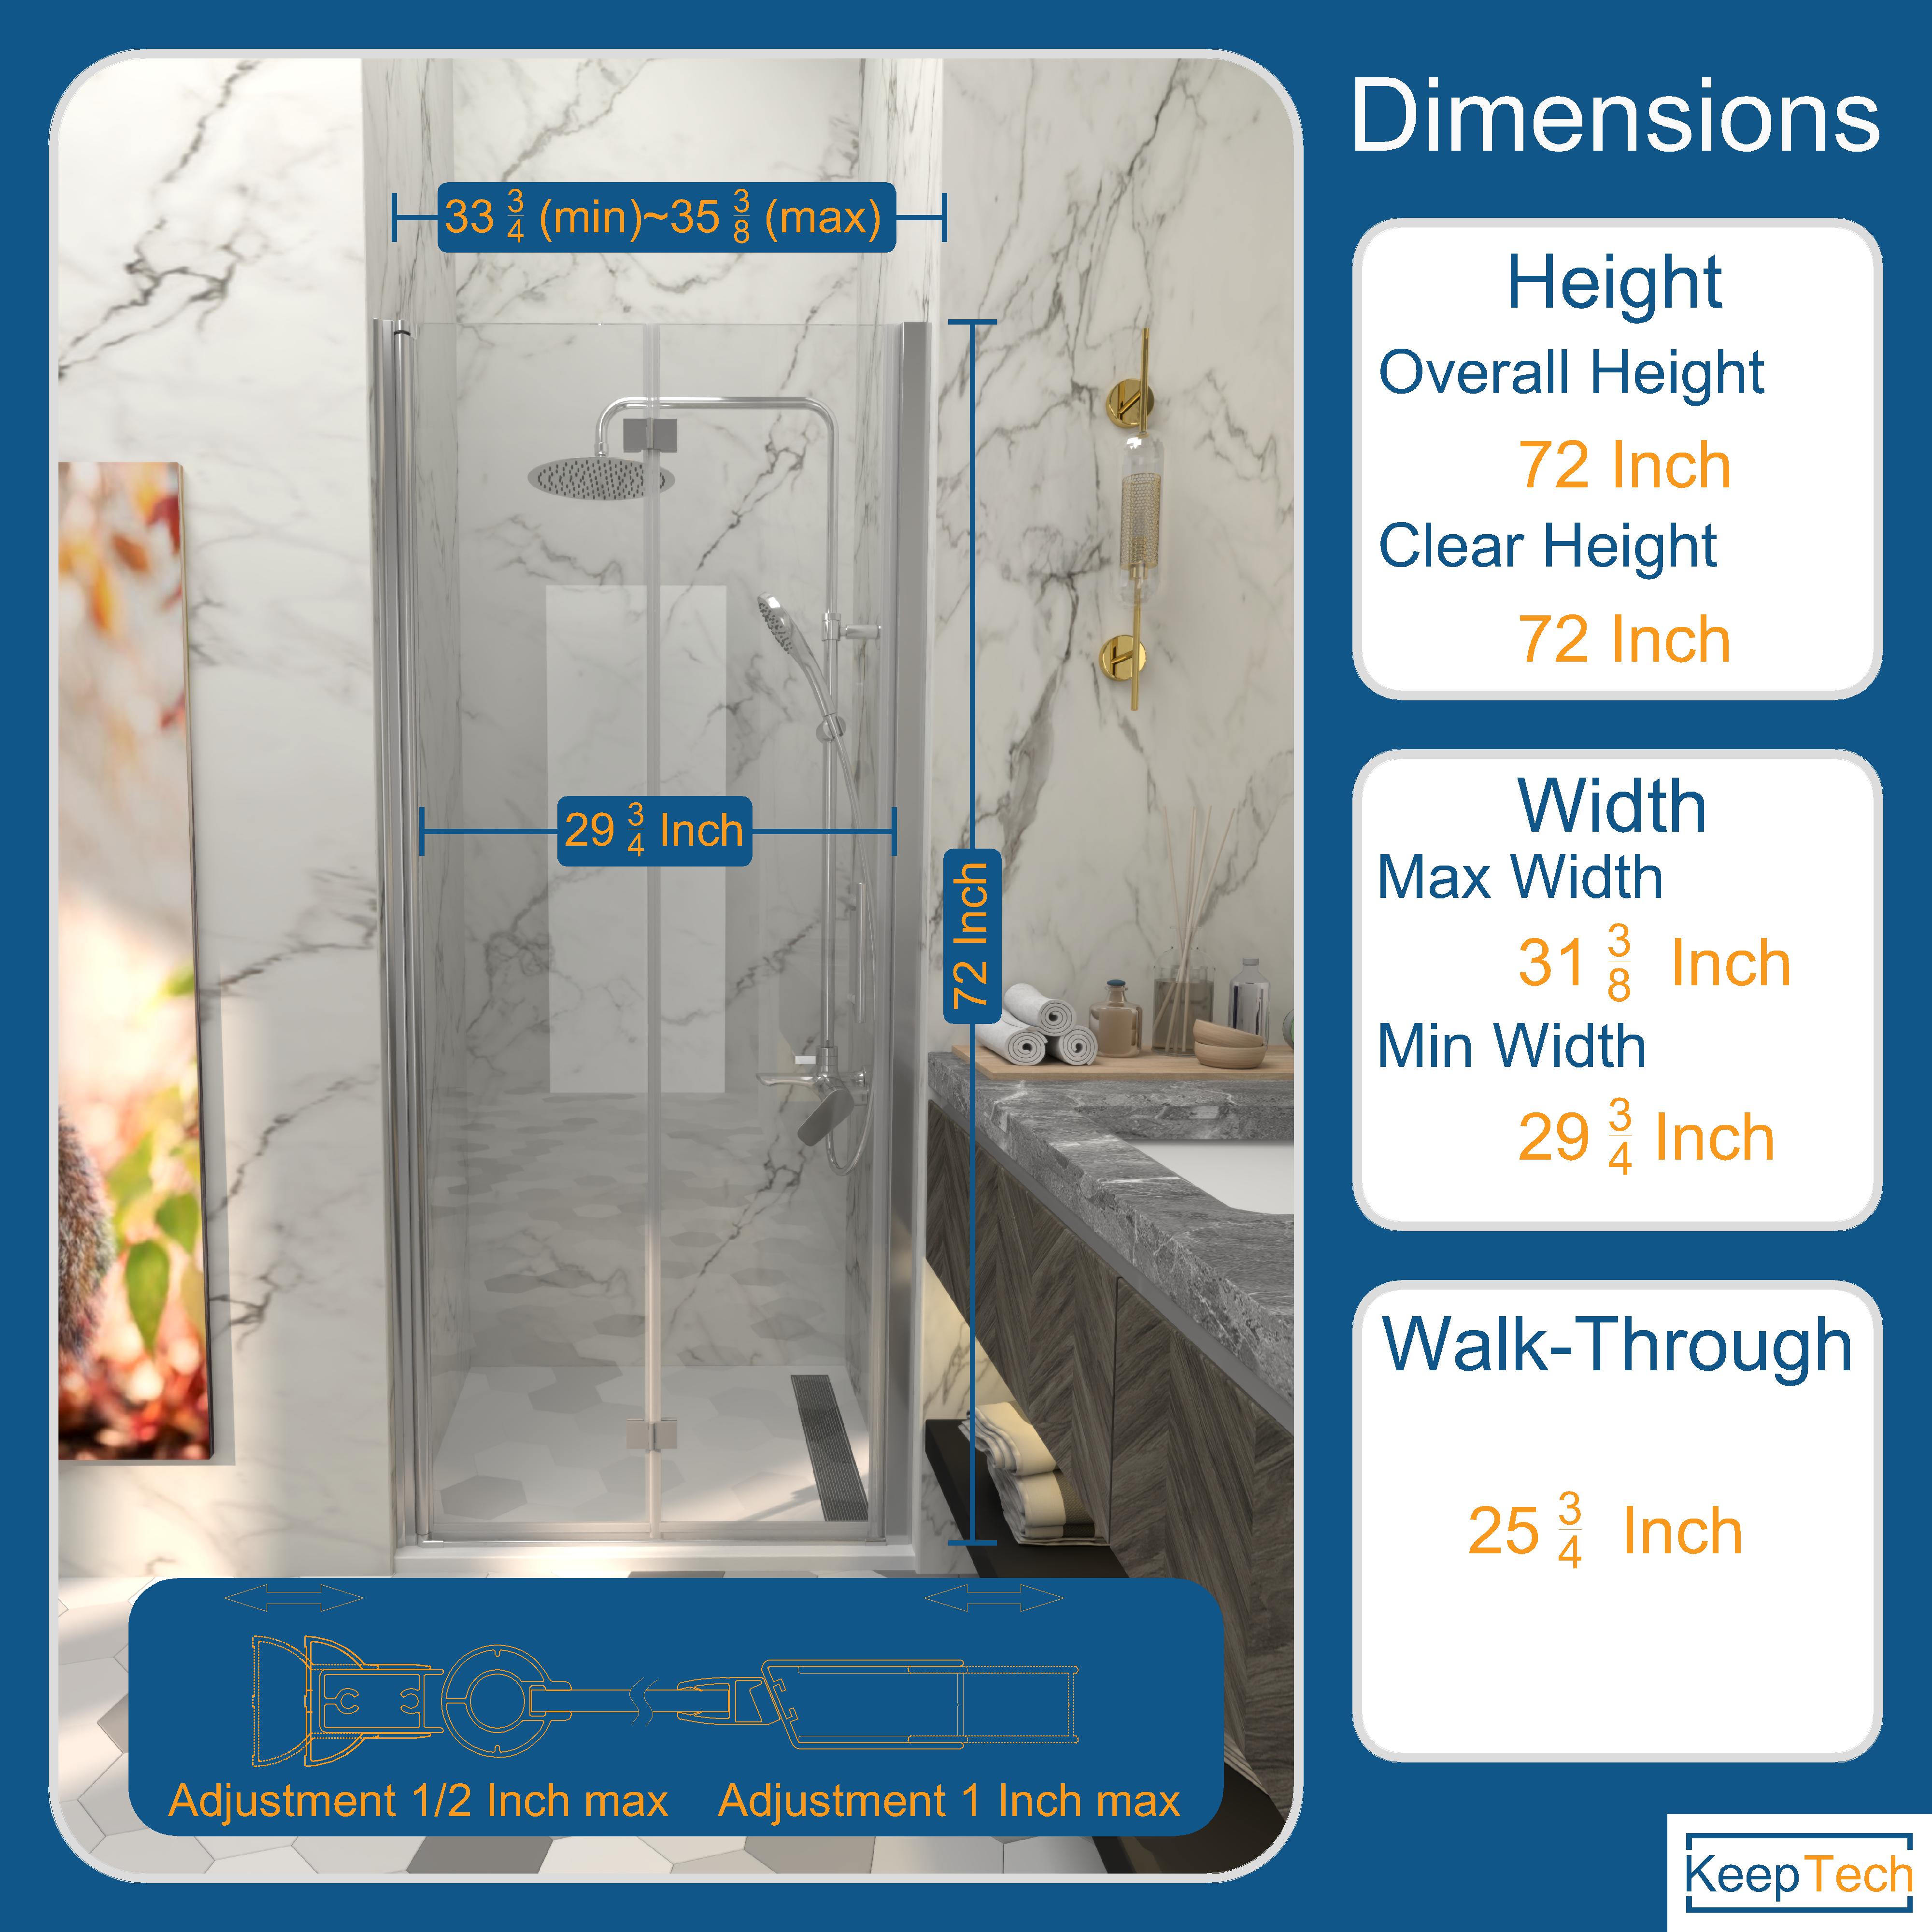 Dimensions
33 3/4 (min)~35 3/8 (max)
Height
Overall Height
72 Inch
Clear Height
72 Inch
29 3/4 Inch
72 Inch
Width
Max Width
31 3/8 Inch
Min Width
29 3/4 Inch
Walk-Through
25 3/4 Inch
Adjustment 1/2 Inch max
Adjustment 1 Inch max
KeepTech